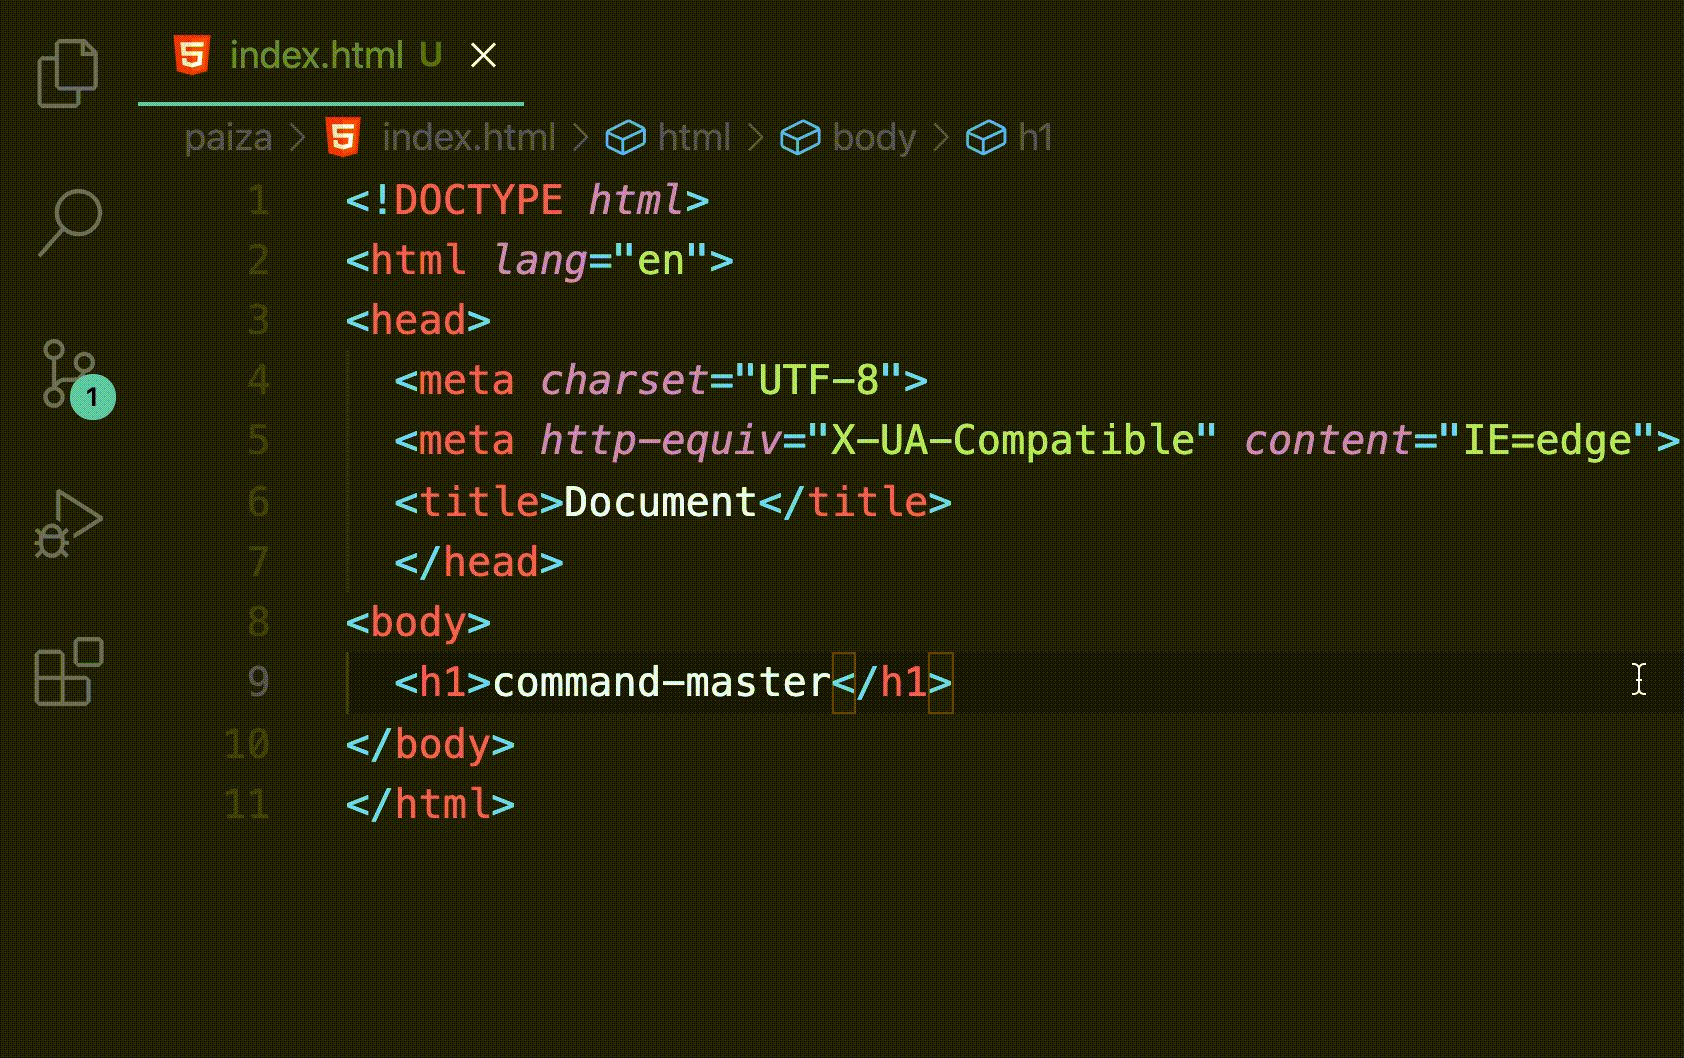 index.html U
paiza > index.html > html > body > h1
1 <!DOCTYPE html>
2 <html lang="en">
3 <head>
4   <meta charset="UTF-8">
5   <meta http-equiv="X-UA-Compatible" content="IE=edge">
6   <title>Document</title>
7   </head>
8 <body>
9   <h1>command-master</h1>
10 </body>
11 </html>
1